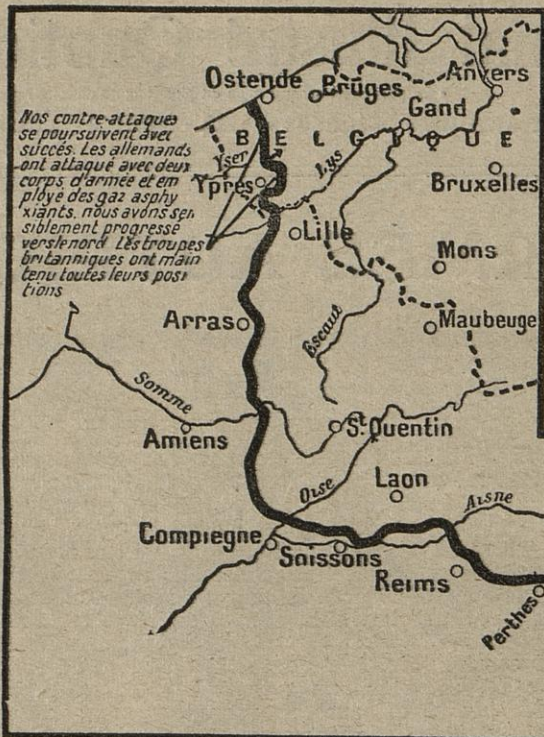 Ostende
Bruges
Anvers
Gand
Nos contre-attaques
se poursuivent avec
succès. Les allemands
ont attaqué avec deux
corps d'armée et em
ployé des gaz asphy
xiants, nous avons sen
siblement progressé
vers le nord Les troupes
britanniques ont main
tenu toutes leurs posi
tions
BELGIQUE
Yser
Lys
Ypres
Bruxelles
Lille
Mons
Arras
Escaut
Maubeuge
Somme
Amiens
St Quentin
Oise
Laon
Aisne
Compiegne
Soissons
Reims
Perthes